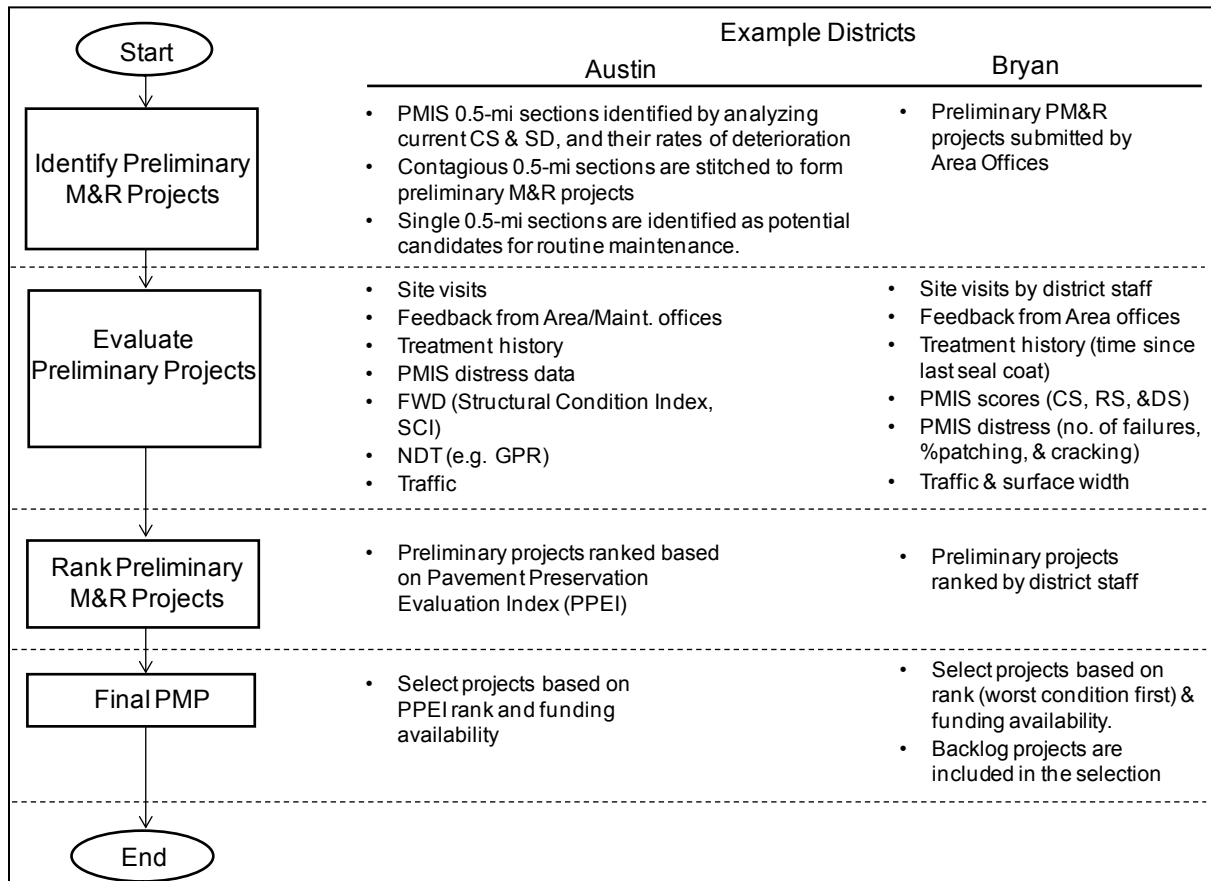 Start
Example Districts
Austin
Bryan
Identify Preliminary
M&R Projects
• PMIS 0.5-mi sections identified by analyzing
current CS & SD, and their rates of deterioration
• Contagious 0.5-mi sections are stitched to form
preliminary M&R projects
• Single 0.5-mi sections are identified as potential
candidates for routine maintenance.
• Preliminary PM&R
projects submitted by
Area Offices
Evaluate
Preliminary Projects
• Site visits
• Feedback from Area/Maint. offices
• Treatment history
• PMIS distress data
• FWD (Structural Condition Index,
SCI)
• NDT (e.g. GPR)
• Traffic
• Site visits by district staff
• Feedback from Area offices
• Treatment history (time since
last seal coat)
• PMIS scores (CS, RS, &DS)
• PMIS distress (no. of failures,
%patching, & cracking)
• Traffic & surface width
Rank Preliminary
M&R Projects
• Preliminary projects ranked based
on Pavement Preservation
Evaluation Index (PPEI)
• Preliminary projects
ranked by district staff
Final PMP
• Select projects based on
PPEI rank and funding
availability
• Select projects based on
rank (worst condition first) &
funding availability.
• Backlog projects are
included in the selection
End